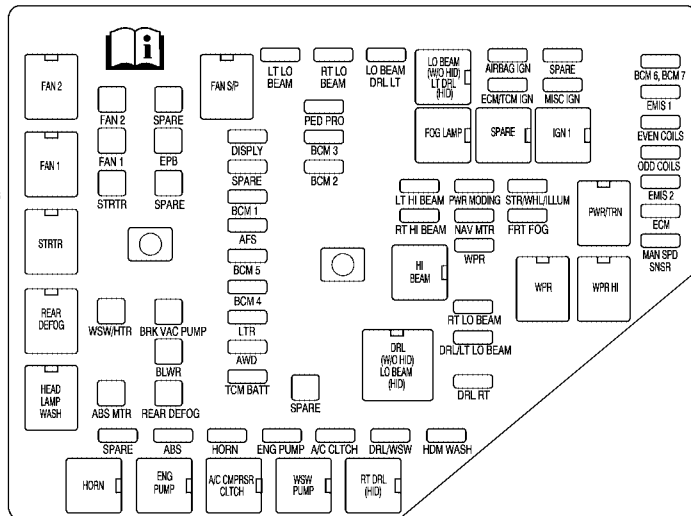 FAN 2
FAN 2
SPARE
FAN S/P
LT LO
BEAM
RT LO
BEAM
LO BEAM
DRL LT
LO BEAM
(W/O HID)
LT DRL
(HID)
AIRBAG IGN
SPARE
ECM/TCM IGN
MISC IGN
BCM 6, BCM 7
EMIS 1
EVEN COILS
ODD COILS
EMIS 2
ECM
MAN SPD
SNSR
PED PRO
BCM 3
BCM 2
FOG LAMP
SPARE
IGN 1
FAN 1
FAN 1
EPB
STRTR
SPARE
DISPLY
SPARE
BCM 1
AFS
BCM 5
BCM 4
LTR
AWD
TCM BATT
LT HI BEAM
PWR MODING
STR/WHL/ILLUM
RT HI BEAM
NAV MTR
FRT FOG
WPR
PWR/TRN
STRTR
HI
BEAM
WPR
WPR HI
REAR
DEFOG
WSW/HTR
BRK VAC PUMP
BLWR
RT LO BEAM
DRL/LT LO BEAM
DRL RT
DRL
(W/O HID)
LO BEAM
(HID)
HEAD
LAMP
WASH
ABS MTR
REAR DEFOG
SPARE
SPARE
ABS
HORN
ENG PUMP
A/C CLTCH
DRL/WSW
HDM WASH
HORN
ENG
PUMP
A/C CMPRSR
CLTCH
WSW
PUMP
RT DRL
(HID)